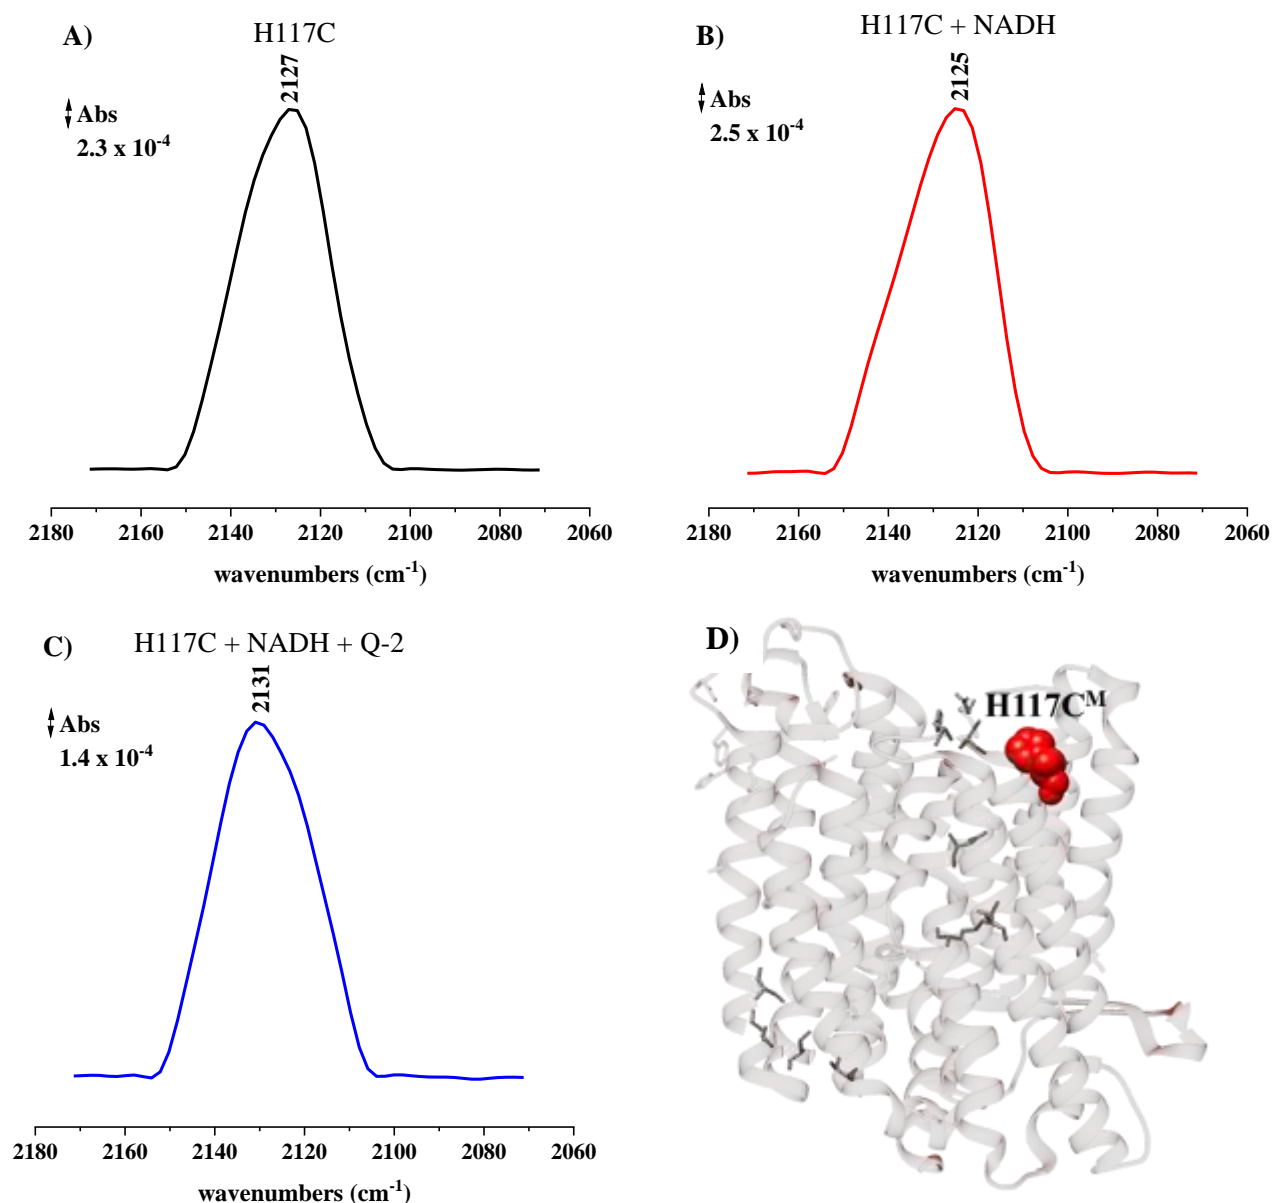 A)
H117C
2127
Abs
2.3 x 10⁻⁴
2180 2160 2140 2120 2100 2080 2060
wavenumbers (cm⁻¹)
B)
H117C + NADH
2125
Abs
2.5 x 10⁻⁴
2180 2160 2140 2120 2100 2080 2060
wavenumbers (cm⁻¹)
C)
H117C + NADH + Q-2
2131
Abs
1.4 x 10⁻⁴
2180 2160 2140 2120 2100 2080 2060
wavenumbers (cm⁻¹)
D)
H117Cᴹ